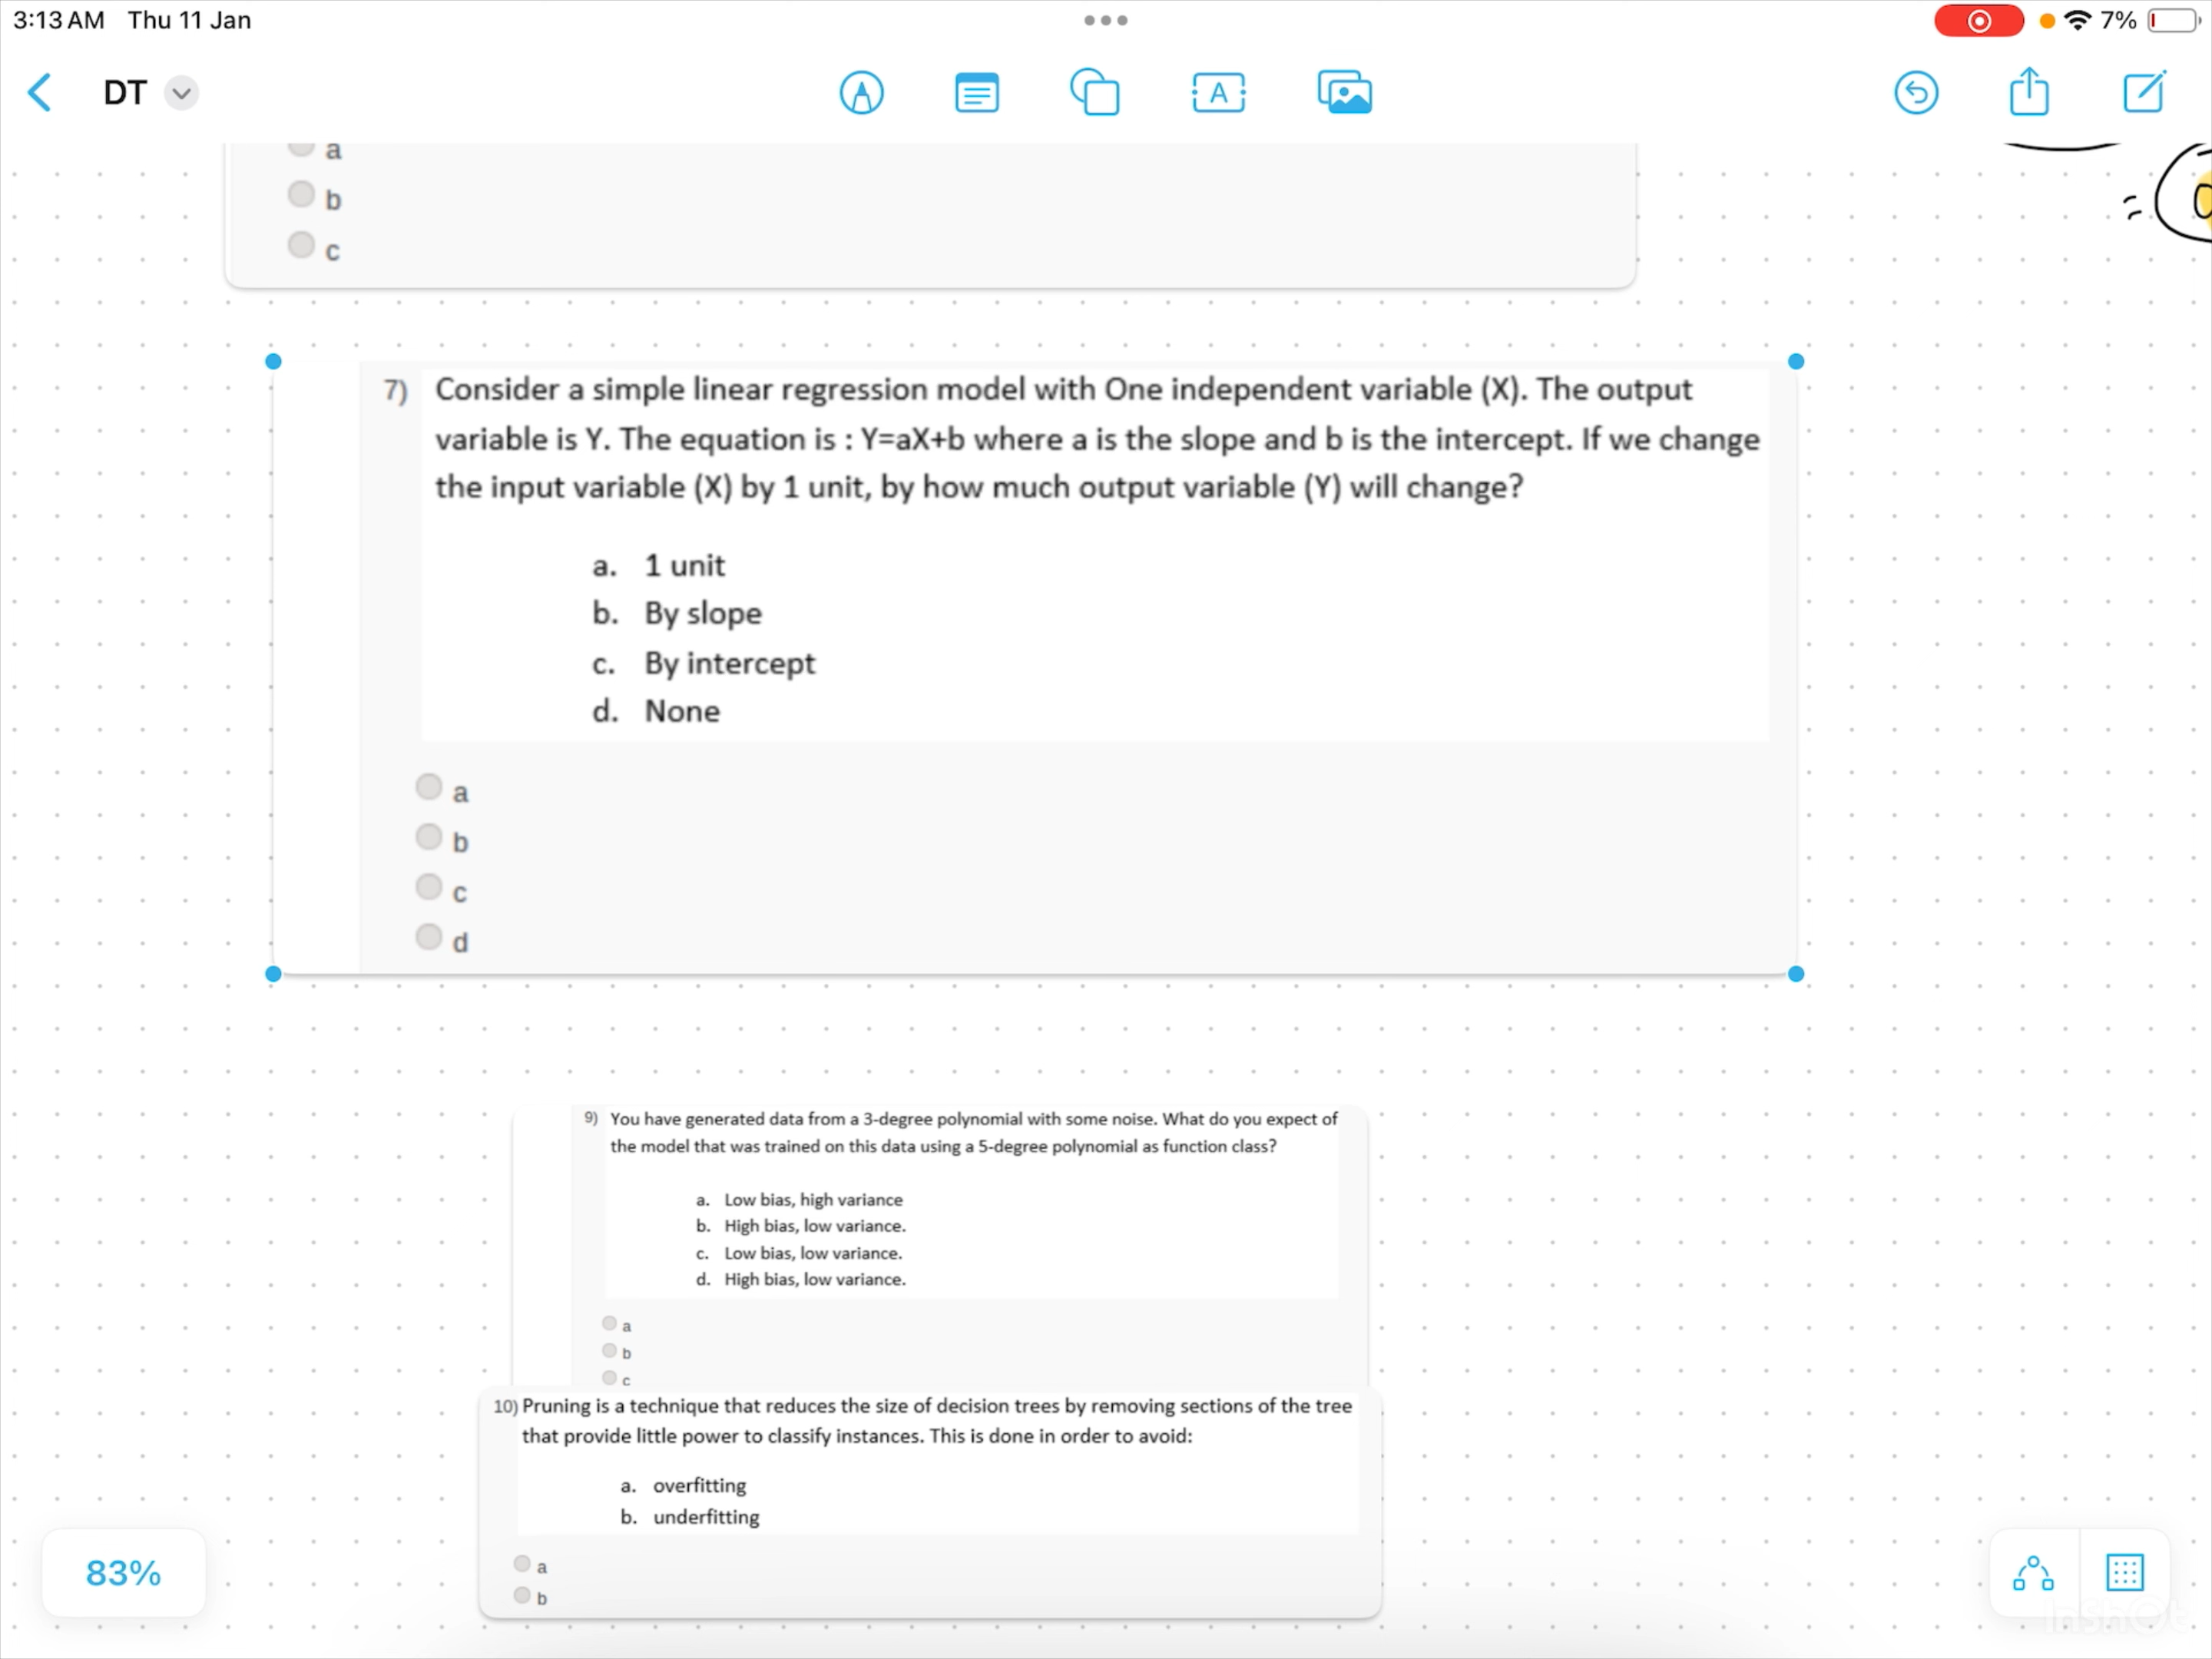 3:13 AM Thu 11 Jan
7%
DT
A
a
b
c
7) Consider a simple linear regression model with One independent variable (X). The output
variable is Y. The equation is : Y=aX+b where a is the slope and b is the intercept. If we change
the input variable (X) by 1 unit, by how much output variable (Y) will change?
a. 1 unit
b. By slope
c. By intercept
d. None
a
b
c
d
9) You have generated data from a 3-degree polynomial with some noise. What do you expect of
the model that was trained on this data using a 5-degree polynomial as function class?
a. Low bias, high variance
b. High bias, low variance.
c. Low bias, low variance.
d. High bias, low variance.
a
b
c
10) Pruning is a technique that reduces the size of decision trees by removing sections of the tree
that provide little power to classify instances. This is done in order to avoid:
a. overfitting
b. underfitting
a
b
83%